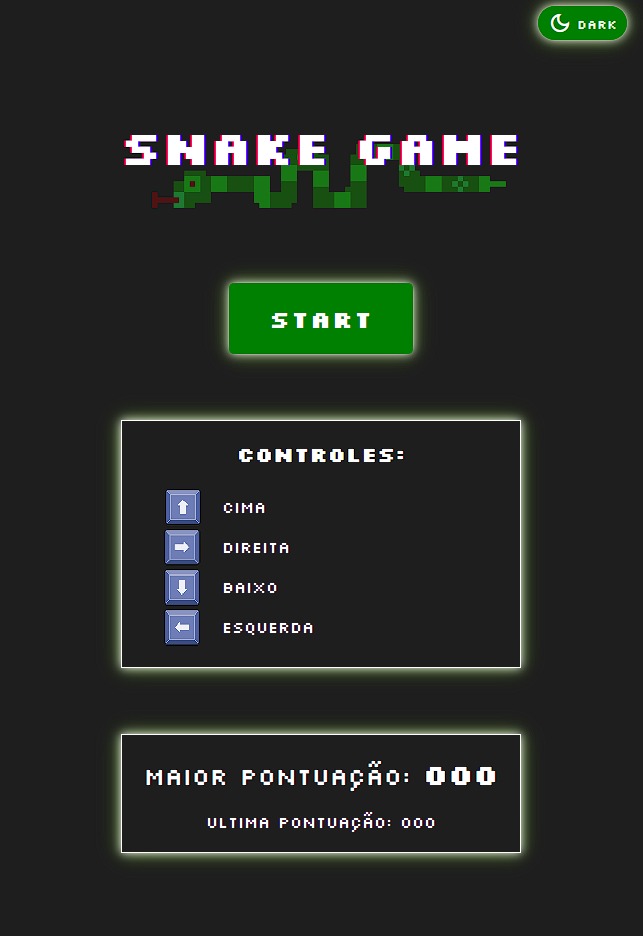 DARK
SNAKE GAME
START
CONTROLES:
CIMA
DIREITA
BAIXO
ESQUERDA
MAIOR PONTUAÇÃO: 000
ULTIMA PONTUAÇÃO: 000